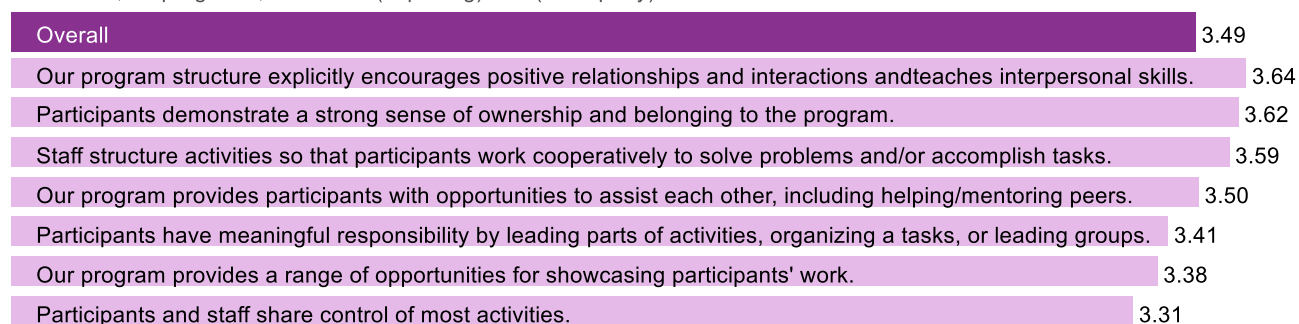 Overall 3.49
Our program structure explicitly encourages positive relationships and interactions andteaches interpersonal skills. 3.64
Participants demonstrate a strong sense of ownership and belonging to the program. 3.62
Staff structure activities so that participants work cooperatively to solve problems and/or accomplish tasks. 3.59
Our program provides participants with opportunities to assist each other, including helping/mentoring peers. 3.50
Participants have meaningful responsibility by leading parts of activities, organizing a tasks, or leading groups. 3.41
Our program provides a range of opportunities for showcasing participants' work. 3.38
Participants and staff share control of most activities. 3.31